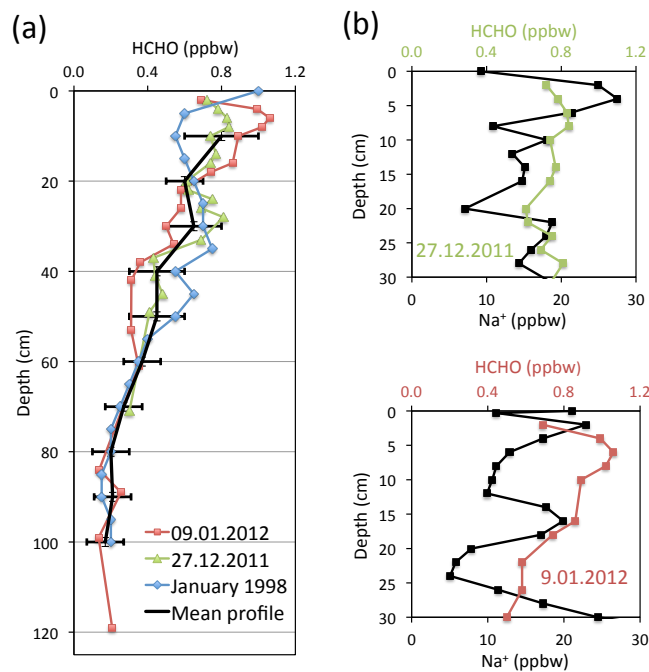 (a)
HCHO (ppbw)
0.0 0.4 0.8 1.2
0
20
40
60
80
100
120
Depth (cm)
09.01.2012
27.12.2011
January 1998
Mean profile
(b)
HCHO (ppbw)
0.0 0.4 0.8
0
5
10
15
20
25
30
Depth (cm)
27.12.2011
0 10 20 30
Na⁺ (ppbw)
HCHO (ppbw)
0.0 0.4 0.8
0
5
10
15
20
25
30
Depth (cm)
9.01.2012
0 10 20 30
Na⁺ (ppbw)